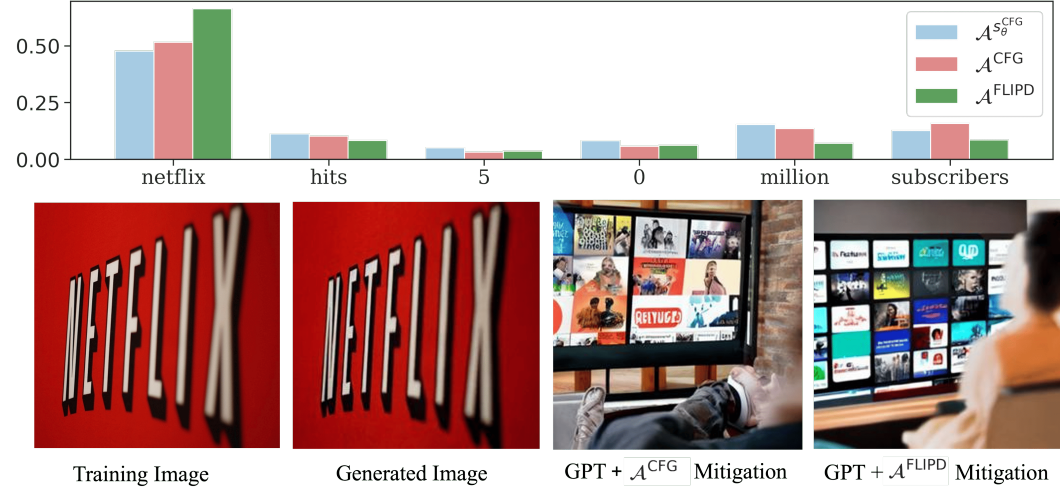 0.50
0.25
0.00
𝒜^{s_θ^{CFG}}
𝒜^{CFG}
𝒜^{FLIPD}
netflix hits 5 0 million subscribers
NETFLIX
NETFLIX
RELYUGD
Training Image
Generated Image
GPT + 𝒜^{CFG} Mitigation
GPT + 𝒜^{FLIPD} Mitigation